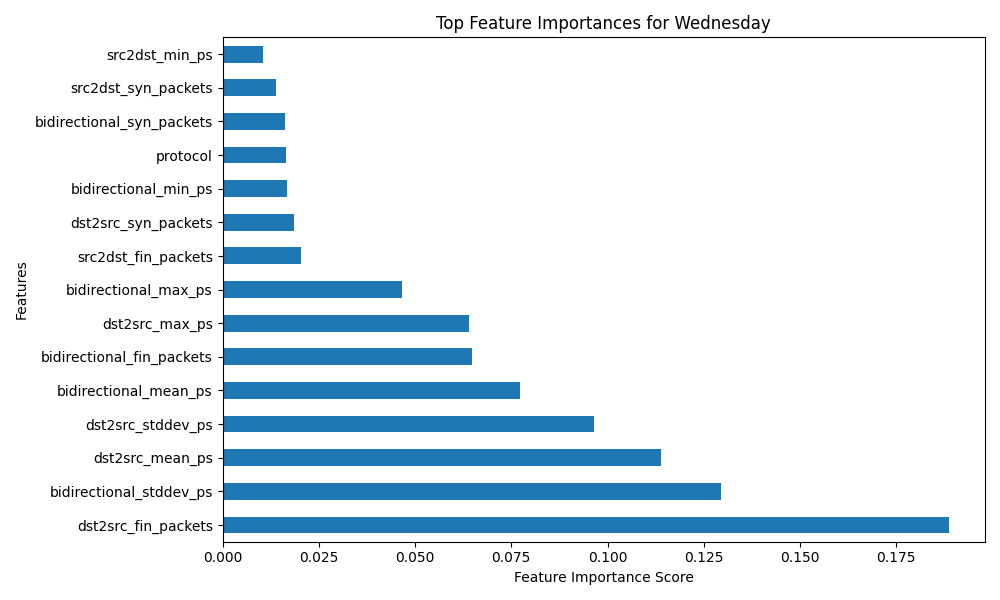 Top Feature Importances for Wednesday
Features
src2dst_min_ps
src2dst_syn_packets
bidirectional_syn_packets
protocol
bidirectional_min_ps
dst2src_syn_packets
src2dst_fin_packets
bidirectional_max_ps
dst2src_max_ps
bidirectional_fin_packets
bidirectional_mean_ps
dst2src_stddev_ps
dst2src_mean_ps
bidirectional_stddev_ps
dst2src_fin_packets
0.000 0.025 0.050 0.075 0.100 0.125 0.150 0.175
Feature Importance Score